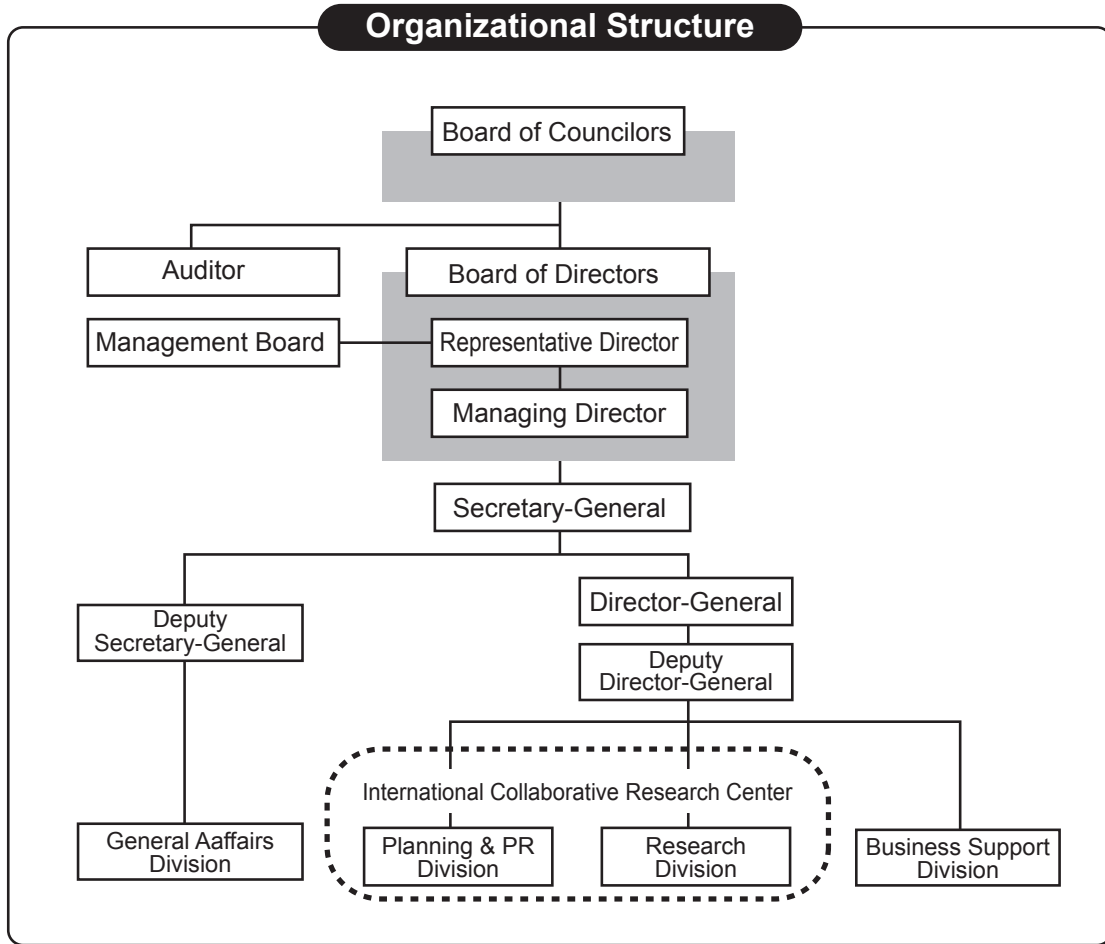 Organizational Structure
Board of Councilors
Auditor
Board of Directors
Management Board
Representative Director
Managing Director
Secretary-General
Deputy
Secretary-General
Director-General
Deputy
Director-General
International Collaborative Research Center
General Aaffairs
Division
Planning & PR
Division
Research
Division
Business Support
Division